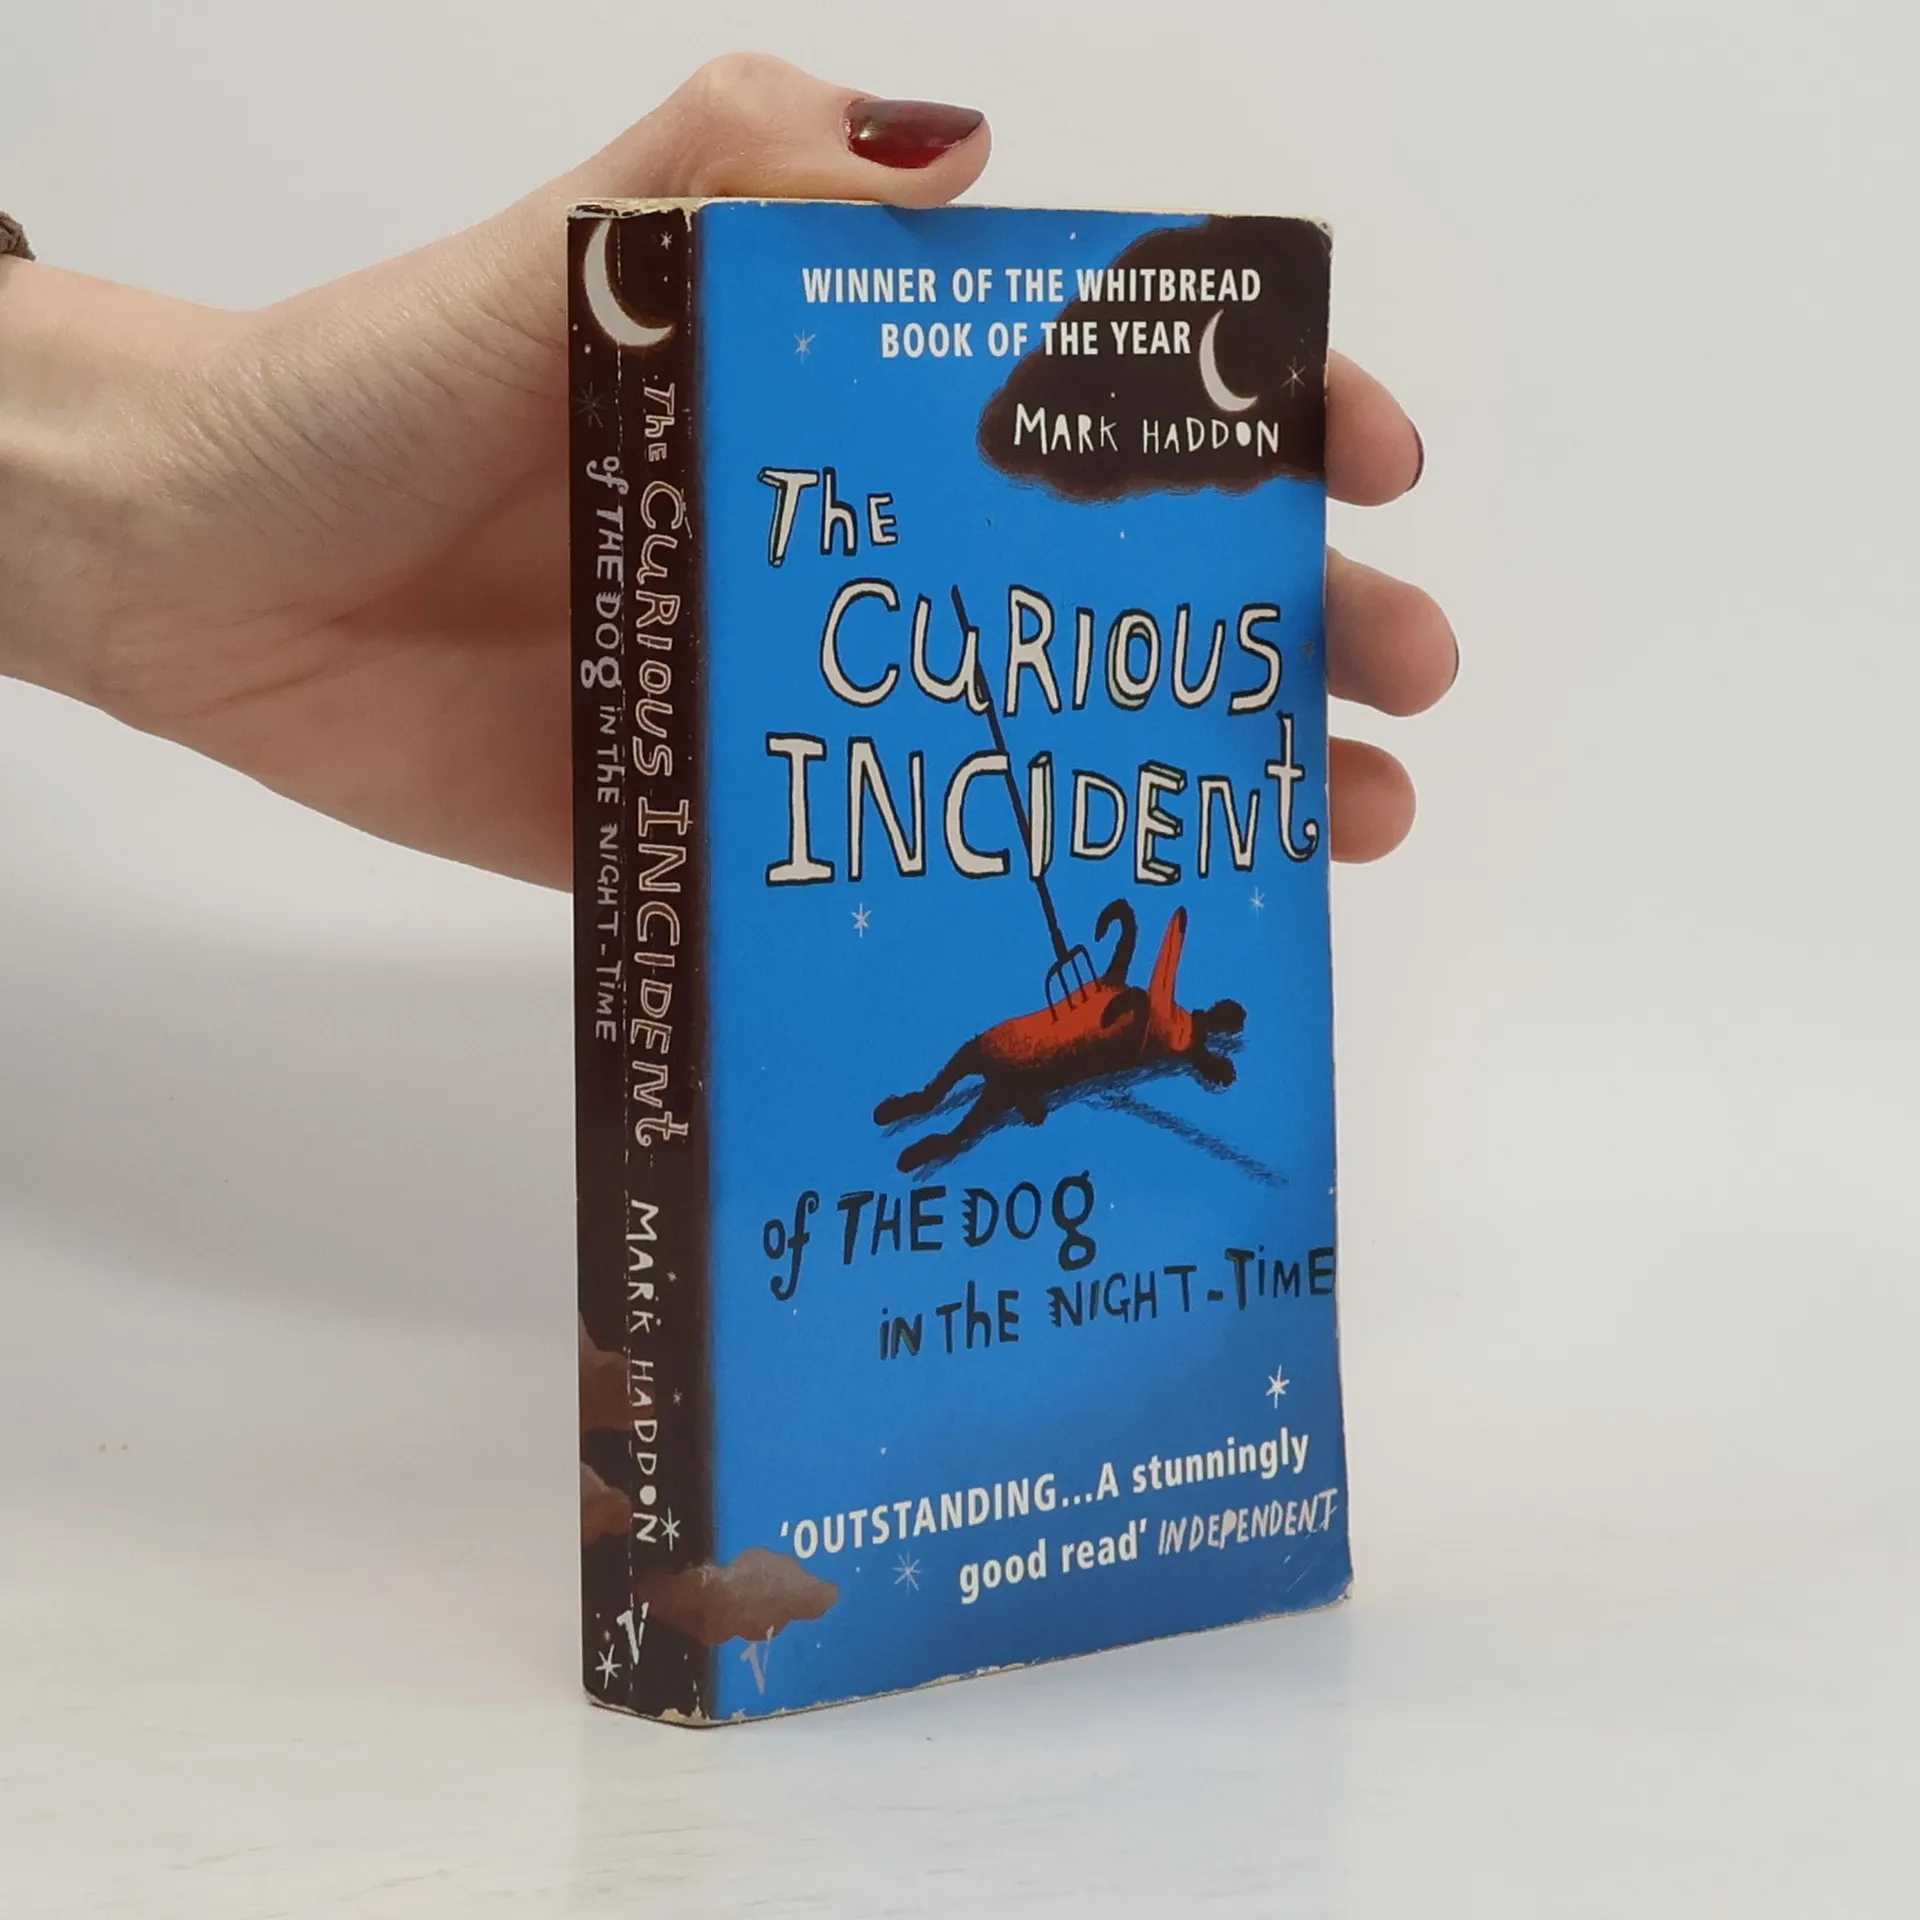 The CURIOUS INCIDENT MARK HADDON
of THE DOg iN ThE NIGHT-TiME
V
WINNER OF THE WHITBREAD
BOOK OF THE YEAR
MARK HADDON
ThE
CuRIOUS
INCIDENt
of THE DOg
iN ThE NIGHT-TiME
'OUTSTANDING...A stunningly
good read' INDEPENDENT
V